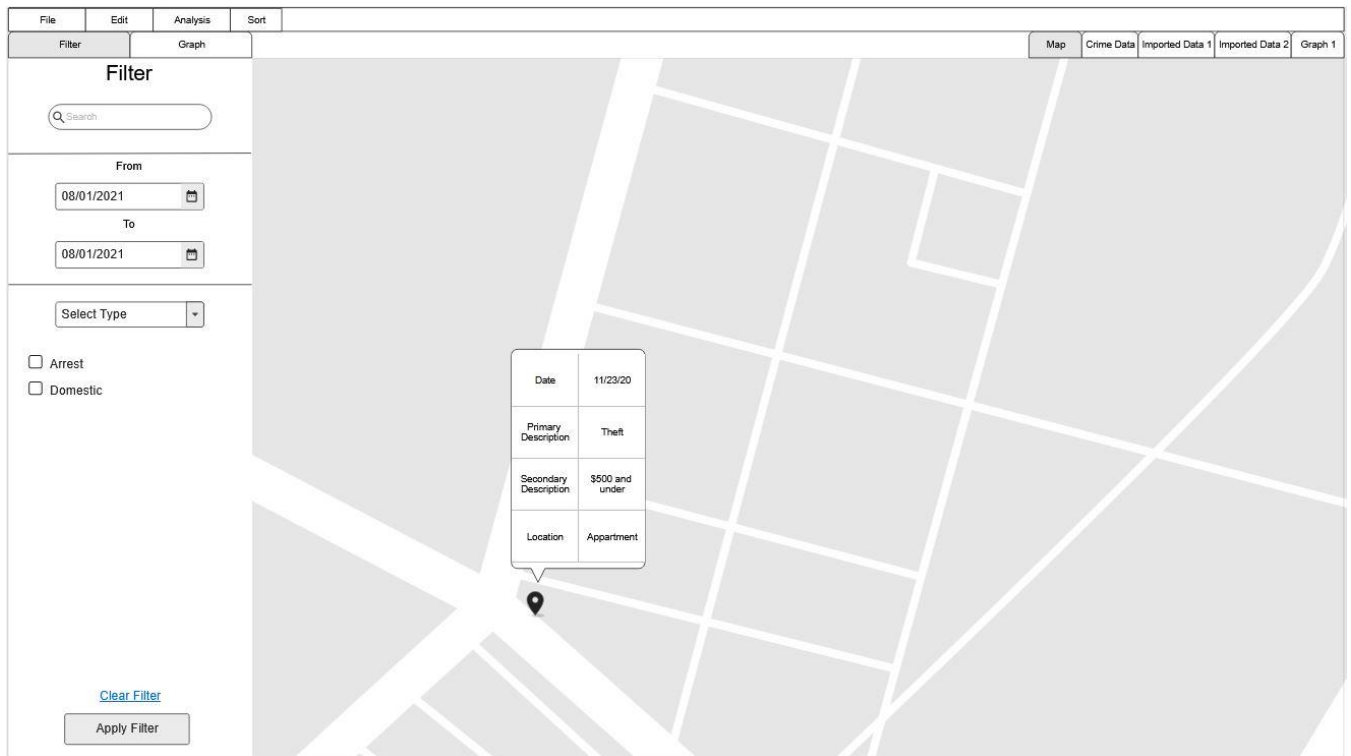 File Edit Analysis Sort
Filter Graph Map Crime Data Imported Data 1 Imported Data 2 Graph 1
Filter
Search
From
08/01/2021
To
08/01/2021
Select Type
Arrest
Domestic
Date 11/23/20
Primary Description Theft
Secondary Description $500 and under
Location Appartment
Clear Filter
Apply Filter